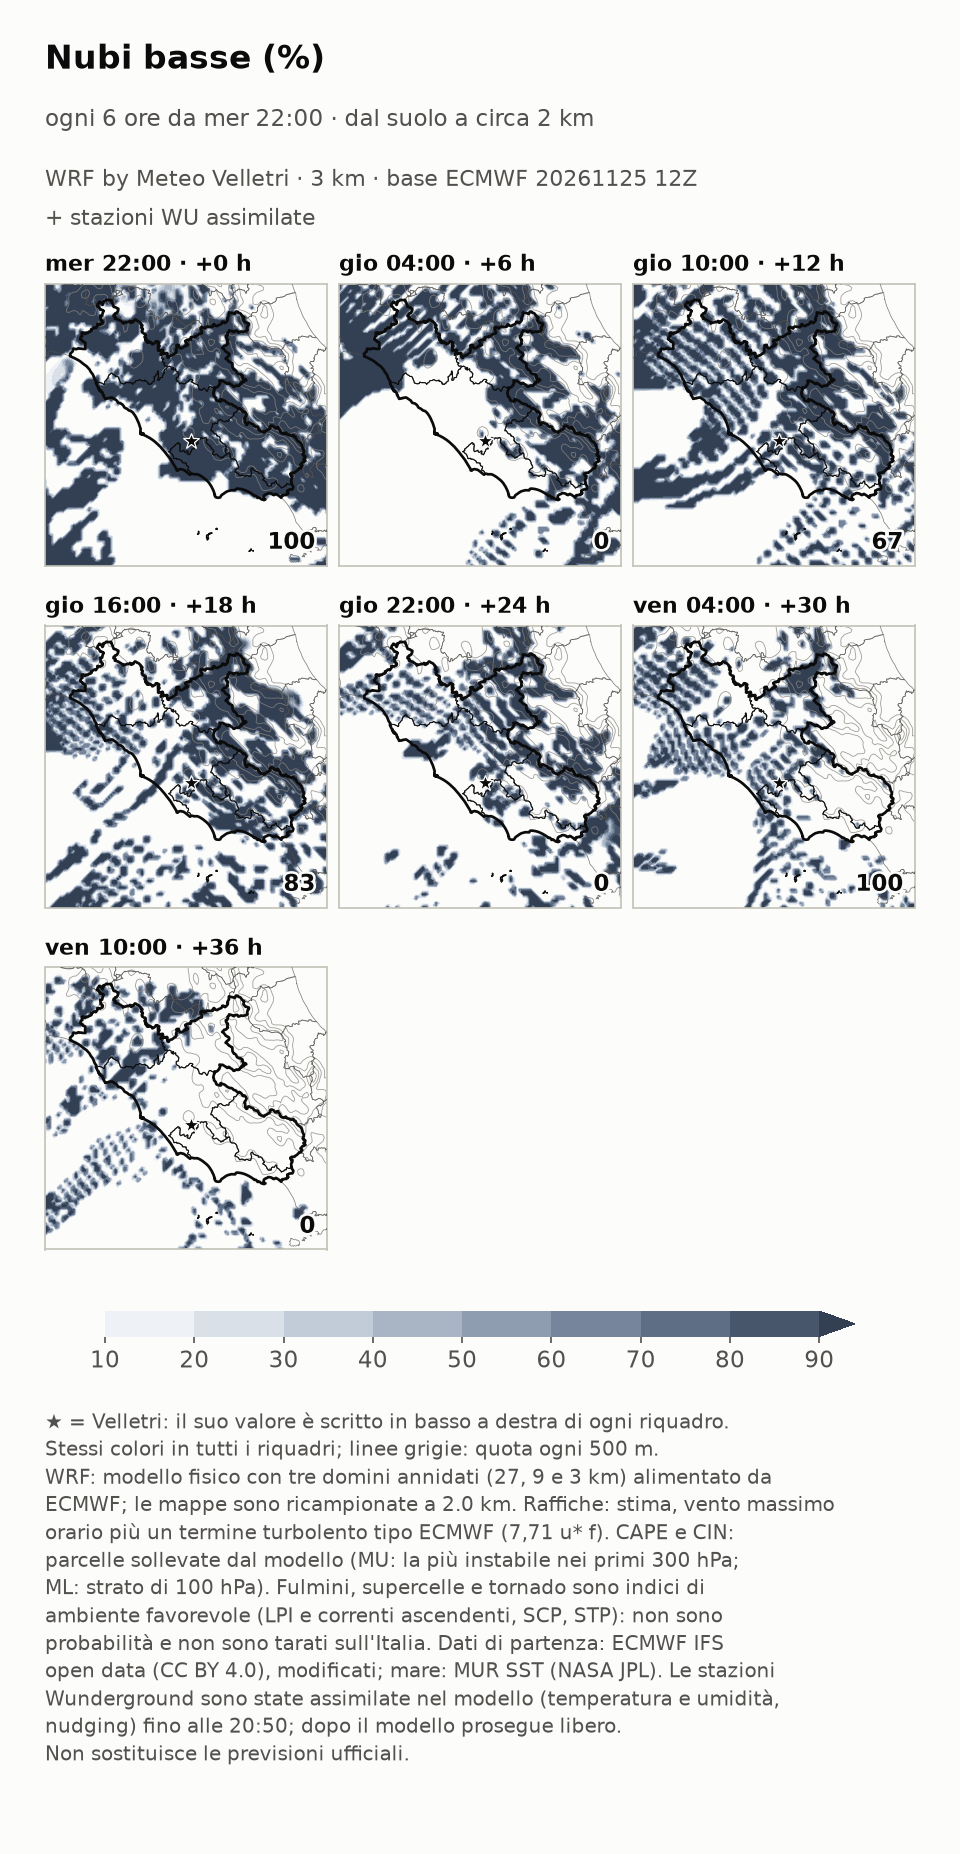 Nubi basse (%)
ogni 6 ore da mer 22:00 · dal suolo a circa 2 km
WRF by Meteo Velletri · 3 km · base ECMWF 20261125 12Z
+ stazioni WU assimilate
mer 22:00 · +0 h
gio 04:00 · +6 h
gio 10:00 · +12 h
100
0
67
gio 16:00 · +18 h
gio 22:00 · +24 h
ven 04:00 · +30 h
83
0
100
ven 10:00 · +36 h
0
10 20 30 40 50 60 70 80 90
★ = Velletri: il suo valore è scritto in basso a destra di ogni riquadro.
Stessi colori in tutti i riquadri; linee grigie: quota ogni 500 m.
WRF: modello fisico con tre domini annidati (27, 9 e 3 km) alimentato da
ECMWF; le mappe sono ricampionate a 2.0 km. Raffiche: stima, vento massimo
orario più un termine turbolento tipo ECMWF (7,71 u* f). CAPE e CIN:
parcelle sollevate dal modello (MU: la più instabile nei primi 300 hPa;
ML: strato di 100 hPa). Fulmini, supercelle e tornado sono indici di
ambiente favorevole (LPI e correnti ascendenti, SCP, STP): non sono
probabilità e non sono tarati sull'Italia. Dati di partenza: ECMWF IFS
open data (CC BY 4.0), modificati; mare: MUR SST (NASA JPL). Le stazioni
Wunderground sono state assimilate nel modello (temperatura e umidità,
nudging) fino alle 20:50; dopo il modello prosegue libero.
Non sostituisce le previsioni ufficiali.